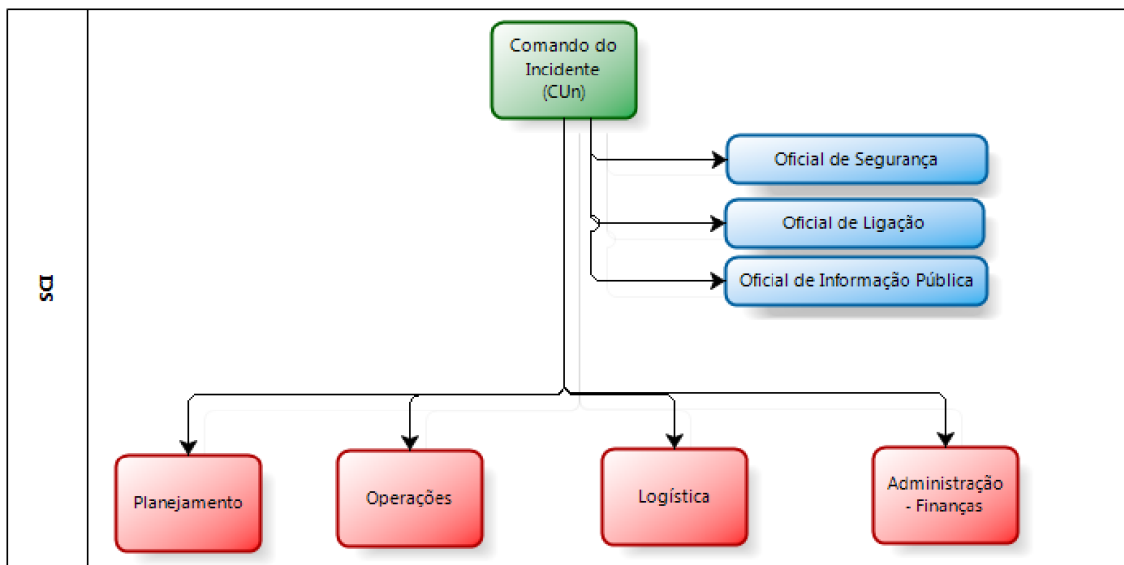 SCI
Comando do
Incidente
(CUn)
Oficial de Segurança
Oficial de Ligação
Oficial de Informação Pública
Planejamento
Operações
Logística
Administração
- Finanças